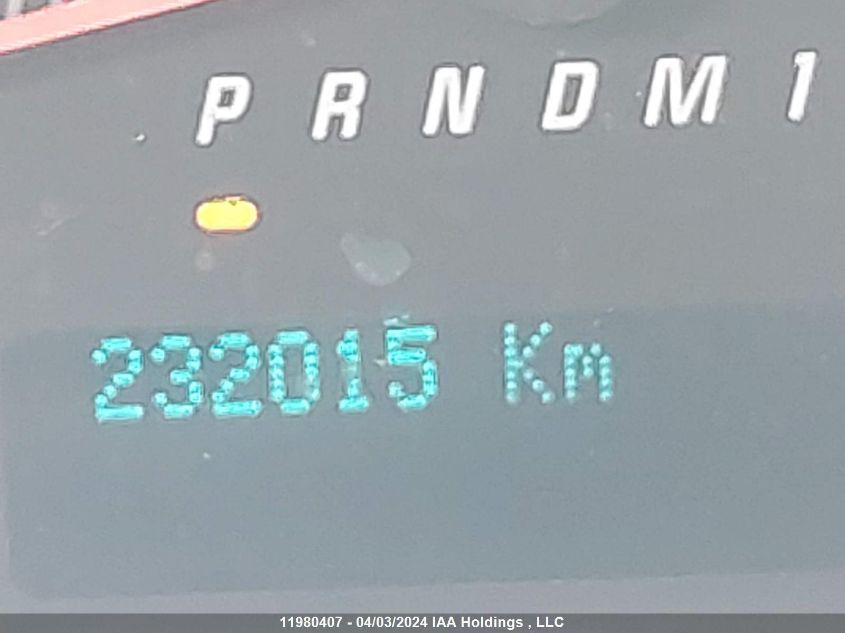 P R N D M 1
232015 Km
11980407 - 04/03/2024 IAA Holdings , LLC